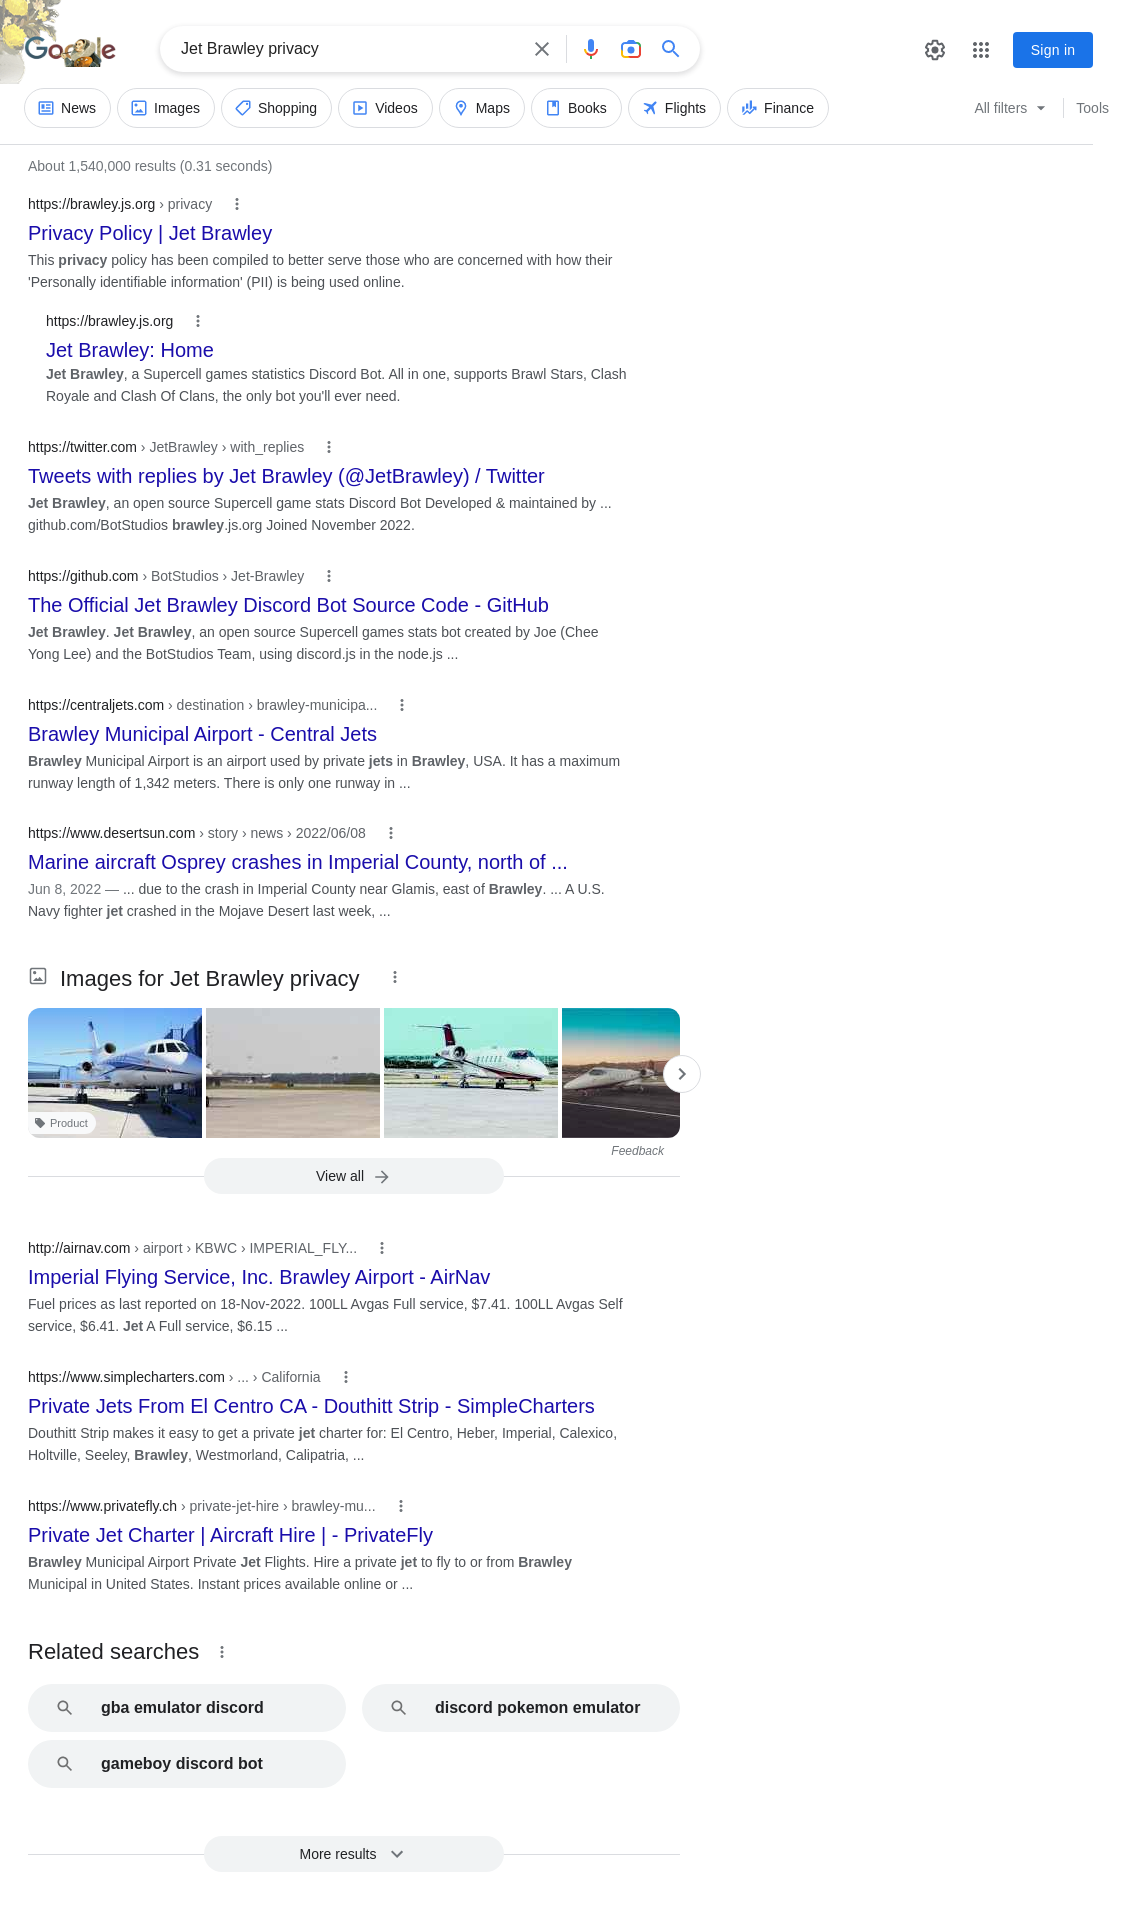 Google
Jet Brawley privacy
Sign in
News
Images
Shopping
Videos
Maps
Books
Flights
Finance
All filters
Tools
About 1,540,000 results (0.31 seconds)
https://brawley.js.org › privacy
Privacy Policy | Jet Brawley
This privacy policy has been compiled to better serve those who are concerned with how their
'Personally identifiable information' (PII) is being used online.
https://brawley.js.org
Jet Brawley: Home
Jet Brawley, a Supercell games statistics Discord Bot. All in one, supports Brawl Stars, Clash
Royale and Clash Of Clans, the only bot you'll ever need.
https://twitter.com › JetBrawley › with_replies
Tweets with replies by Jet Brawley (@JetBrawley) / Twitter
Jet Brawley, an open source Supercell game stats Discord Bot Developed & maintained by ...
github.com/BotStudios brawley.js.org Joined November 2022.
https://github.com › BotStudios › Jet-Brawley
The Official Jet Brawley Discord Bot Source Code - GitHub
Jet Brawley. Jet Brawley, an open source Supercell games stats bot created by Joe (Chee
Yong Lee) and the BotStudios Team, using discord.js in the node.js ...
https://centraljets.com › destination › brawley-municipa...
Brawley Municipal Airport - Central Jets
Brawley Municipal Airport is an airport used by private jets in Brawley, USA. It has a maximum
runway length of 1,342 meters. There is only one runway in ...
https://www.desertsun.com › story › news › 2022/06/08
Marine aircraft Osprey crashes in Imperial County, north of ...
Jun 8, 2022 — ... due to the crash in Imperial County near Glamis, east of Brawley. ... A U.S.
Navy fighter jet crashed in the Mojave Desert last week, ...
Images for Jet Brawley privacy
Product
Feedback
View all
http://airnav.com › airport › KBWC › IMPERIAL_FLY...
Imperial Flying Service, Inc. Brawley Airport - AirNav
Fuel prices as last reported on 18-Nov-2022. 100LL Avgas Full service, $7.41. 100LL Avgas Self
service, $6.41. Jet A Full service, $6.15 ...
https://www.simplecharters.com › ... › California
Private Jets From El Centro CA - Douthitt Strip - SimpleCharters
Douthitt Strip makes it easy to get a private jet charter for: El Centro, Heber, Imperial, Calexico,
Holtville, Seeley, Brawley, Westmorland, Calipatria, ...
https://www.privatefly.ch › private-jet-hire › brawley-mu...
Private Jet Charter | Aircraft Hire | - PrivateFly
Brawley Municipal Airport Private Jet Flights. Hire a private jet to fly to or from Brawley
Municipal in United States. Instant prices available online or ...
Related searches
gba emulator discord
discord pokemon emulator
gameboy discord bot
More results